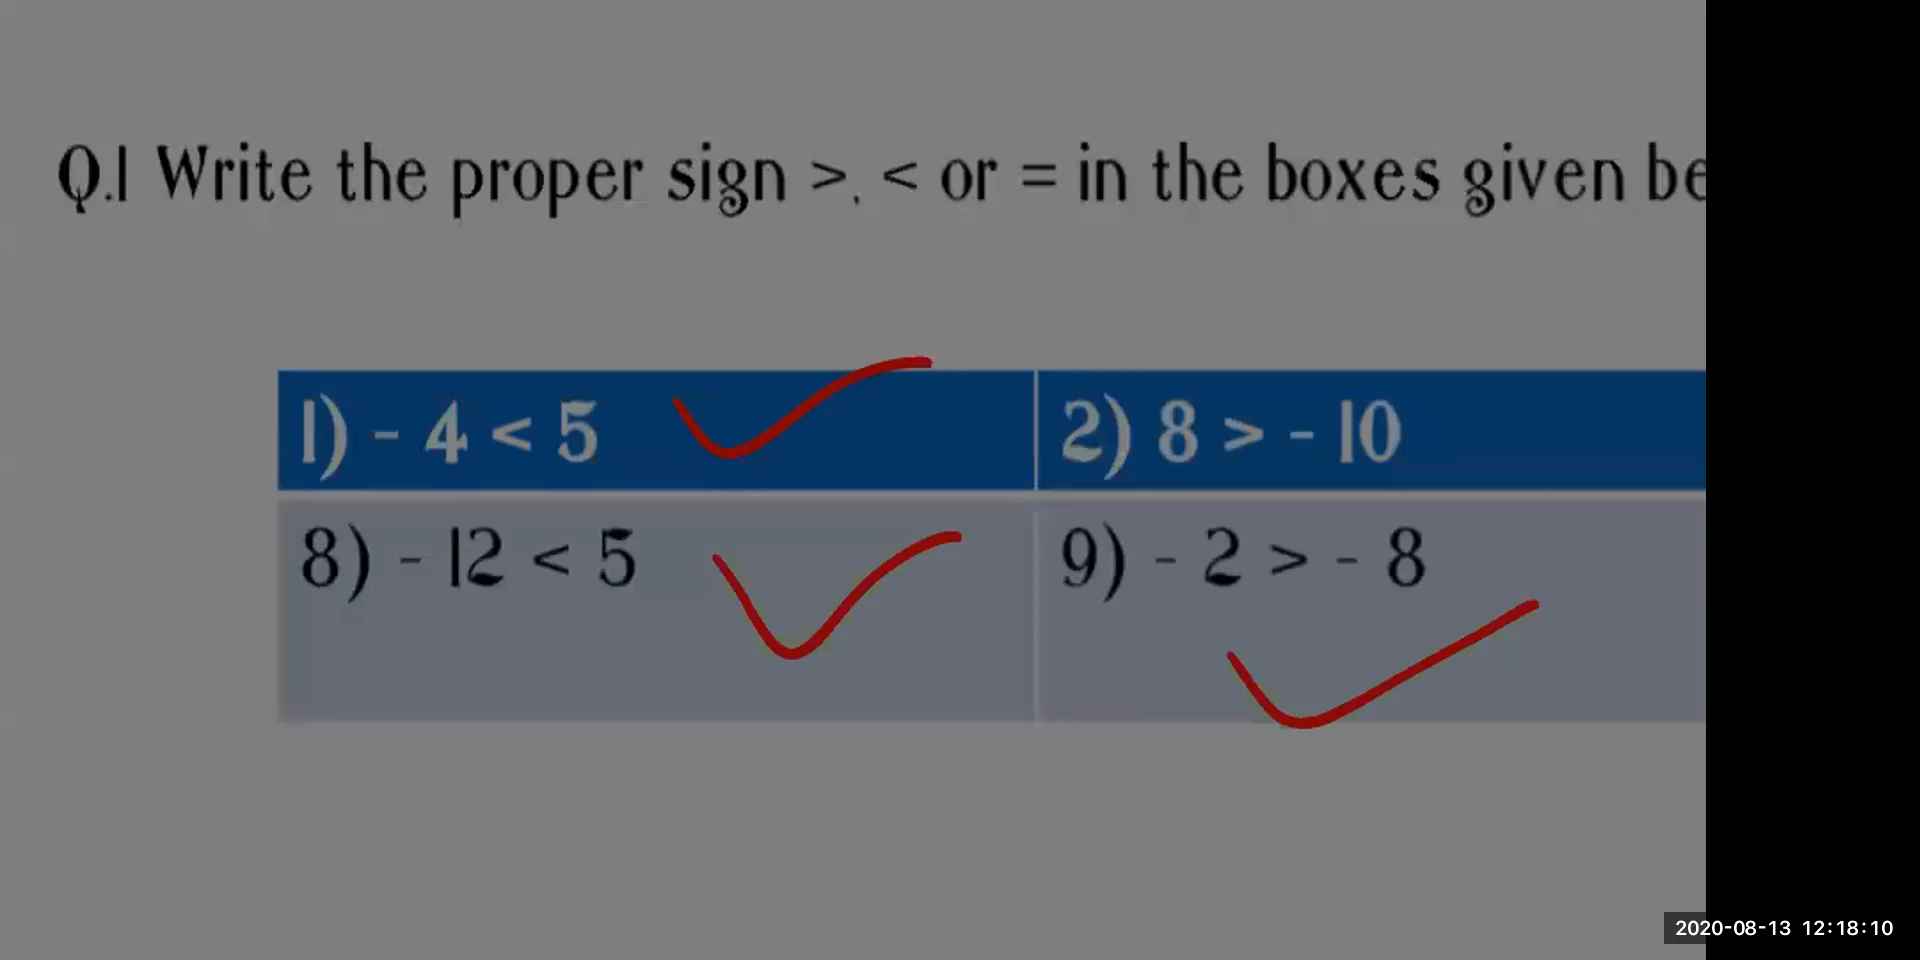 Q.1 Write the proper sign >, < or = in the boxes given be
1) - 4 < 5
2) 8 > - 10
8) - 12 < 5
9) - 2 > - 8
2020-08-13 12:18:10